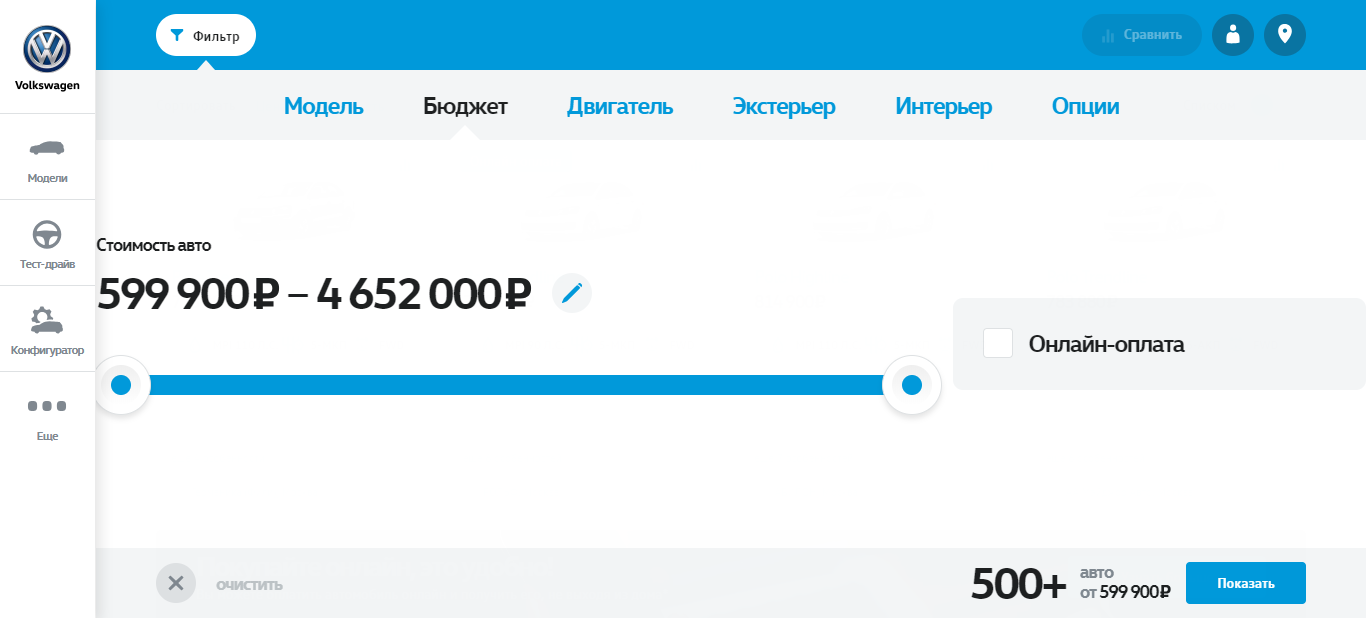 Volkswagen
Модели
Тест-драйв
Конфигуратор
Еще
Фильтр
Сравнить
Модель Бюджет Двигатель Экстерьер Интерьер Опции
Стоимость авто
599 900 ₽ – 4 652 000 ₽
Онлайн-оплата
очистить
500+
авто
от 599 900 ₽
Показать